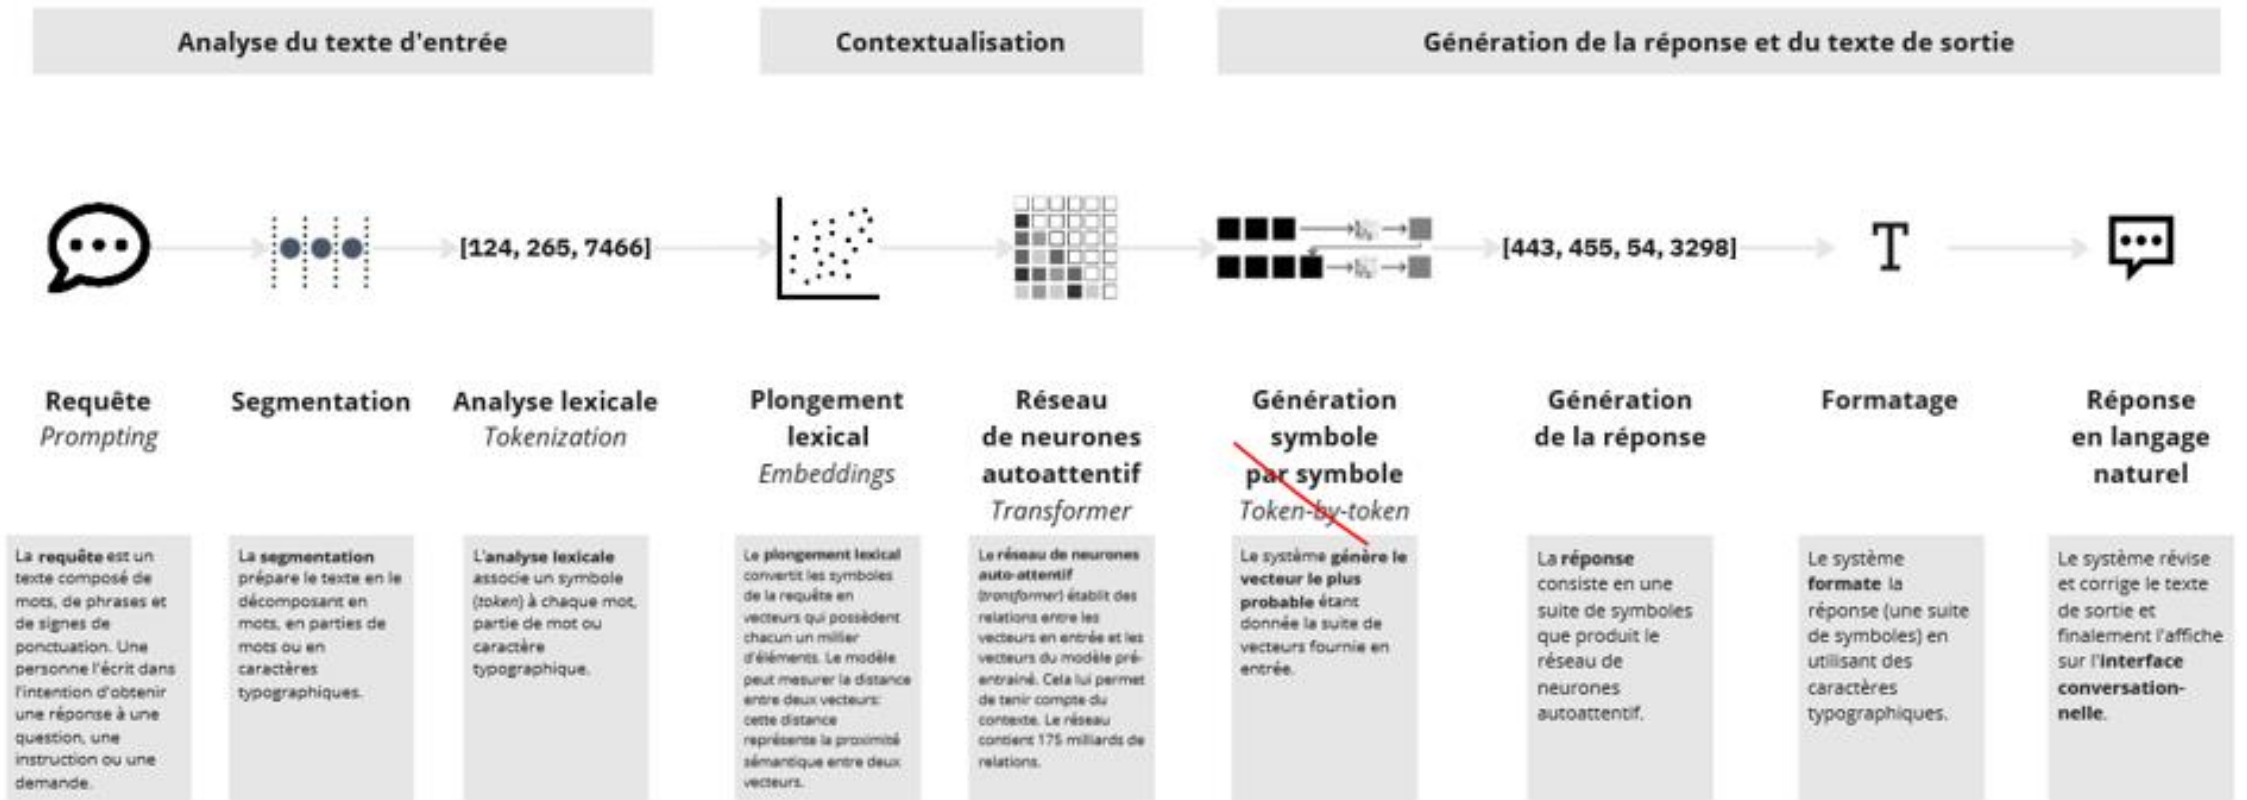 Analyse du texte d'entrée
Contextualisation
Génération de la réponse et du texte de sortie
[124, 265, 7466]
[443, 455, 54, 3298]
T
Requête
Prompting
Segmentation
Analyse lexicale
Tokenization
Plongement
lexical
Embeddings
Réseau
de neurones
autoattentif
Transformer
Génération
symbole
par symbole
Token-by-token
Génération
de la réponse
Formatage
Réponse
en langage
naturel
La requête est un
texte composé de
mots, de phrases et
de signes de
ponctuation. Une
personne l'écrit dans
l'intention d'obtenir
une réponse à une
question, une
instruction ou une
demande.
La segmentation
prépare le texte en le
décomposant en
mots, en parties de
mots ou en
caractères
typographiques.
L'analyse lexicale
associe un symbole
(token) à chaque mot,
partie de mot ou
caractère
typographique.
Le plongement lexical
convertit les symboles
de la requête en
vecteurs qui possèdent
chacun un millier
d'éléments. Le modèle
peut mesurer la distance
entre deux vecteurs:
cette distance
représente la proximité
sémantique entre deux
vecteurs.
Le réseau de neurones
auto-attentif
(transformer) établit des
relations entre les
vecteurs en entrée et les
vecteurs du modèle pré-
entrainé. Cela lui permet
de tenir compte du
contexte. Le réseau
contient 175 milliards de
relations.
Le système génère le
vecteur le plus
probable étant
donnée la suite de
vecteurs fournie en
entrée.
La réponse
consiste en une
suite de symboles
que produit le
réseau de
neurones
autoattentif.
Le système
formate la
réponse (une suite
de symboles) en
utilisant des
caractères
typographiques.
Le système révise
et corrige le texte
de sortie et
finalement l'affiche
sur l'interface
conversation-
nelle.